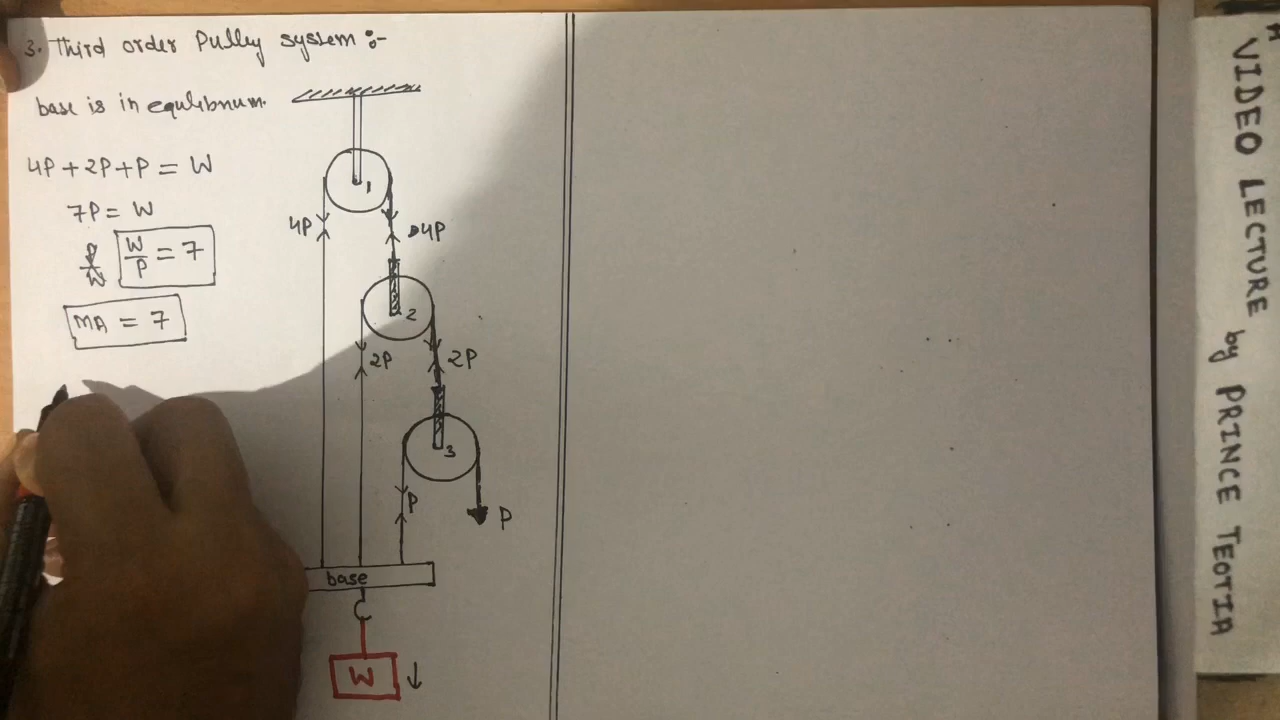 3. Third order Pulley system :-
base is in equlibrium.
4P + 2P + P = W
7P = W
P/W W/P = 7
MA = 7
1
4P 4P
2
2P 2P
3
P P
base
W
A VIDEO LECTURE by PRINCE TEOTIA